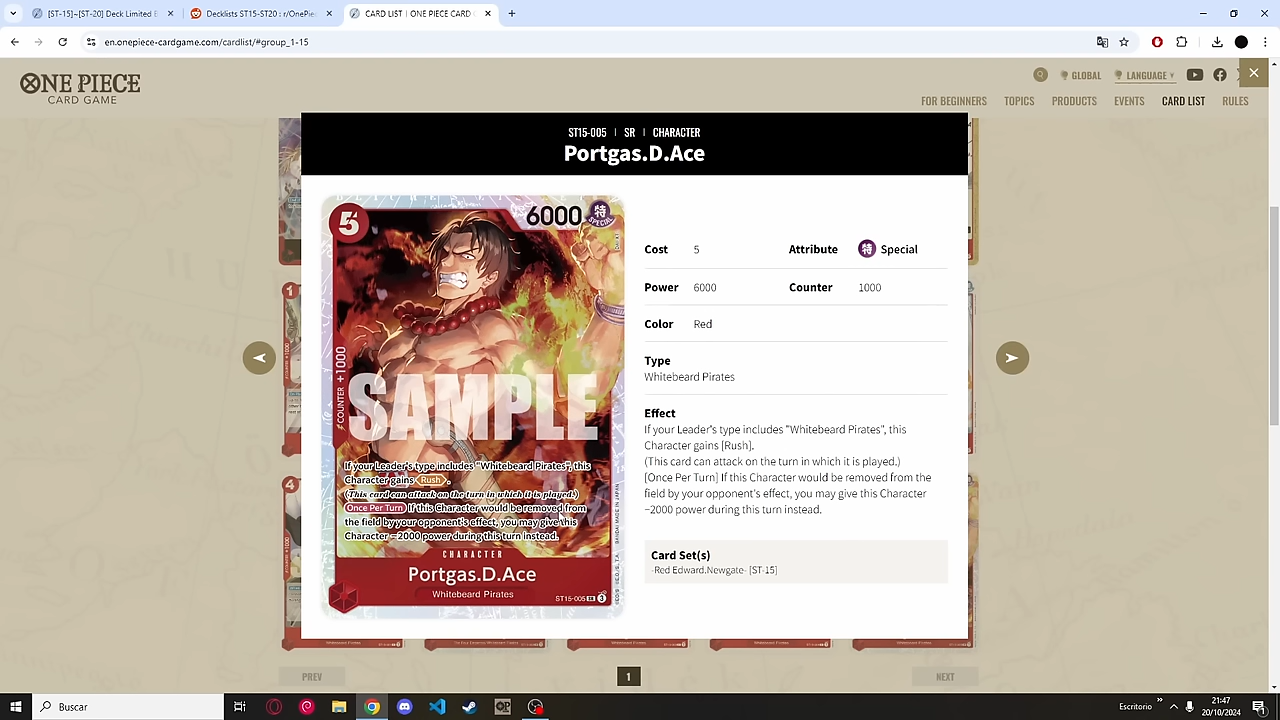 [ST-15]~[ST-20] Deck Limited B
Decklists ST15-ST20 : r/OnePie
CARD LIST | ONE PIECE CARD
en.onepiece-cardgame.com/cardlist/#group_1-15
ONE PIECE
CARD GAME
GLOBAL
LANGUAGE
FOR BEGINNERS
TOPICS
PRODUCTS
EVENTS
CARD LIST
RULES
ST15-005 | SR | CHARACTER
Portgas.D.Ace
5
6000
特
SPECIAL
COUNTER +1000
SAMPLE
If your Leader's type includes "Whitebeard Pirates", this
Character gains Rush.
(This card can attack on the turn in which it is played.)
Once Per Turn If this Character would be removed from
the field by your opponent's effect, you may give this
Character −2000 power during this turn instead.
CHARACTER
Portgas.D.Ace
Whitebeard Pirates
ST15-005 SR 3
Cost 5
Attribute 特 Special
Power 6000
Counter 1000
Color Red
Type
Whitebeard Pirates
Effect
If your Leader's type includes "Whitebeard Pirates", this
Character gains [Rush].
(This card can attack on the turn in which it is played.)
[Once Per Turn] If this Character would be removed from the
field by your opponent's effect, you may give this Character
−2000 power during this turn instead.
Card Set(s)
-Red Edward.Newgate- [ST-15]
1
4
PREV
1
NEXT
Buscar
OP
Escritorio
21:47
20/10/2024